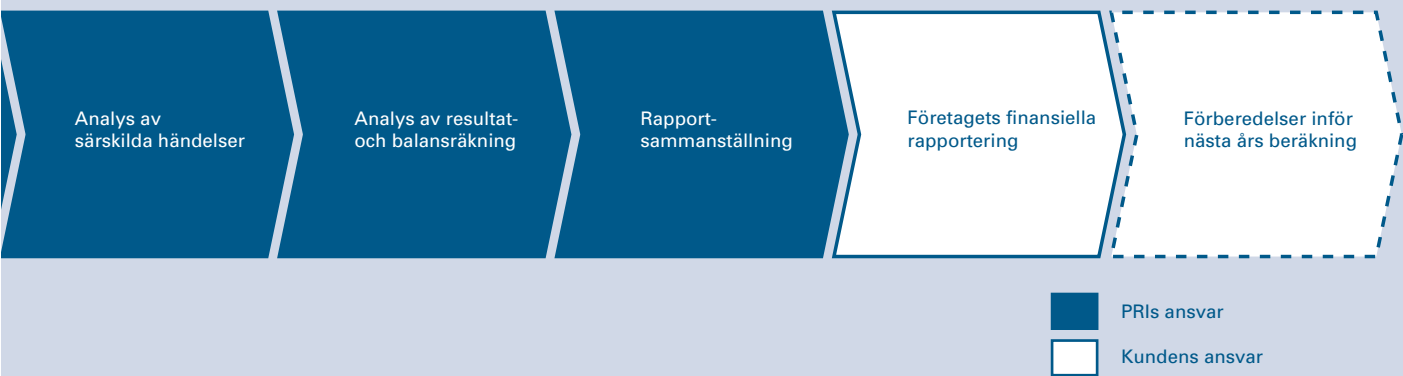 Analys av
särskilda händelser
Analys av resultat-
och balansräkning
Rapport-
sammanställning
Företagets finansiella
rapportering
Förberedelser inför
nästa års beräkning
PRIs ansvar
Kundens ansvar